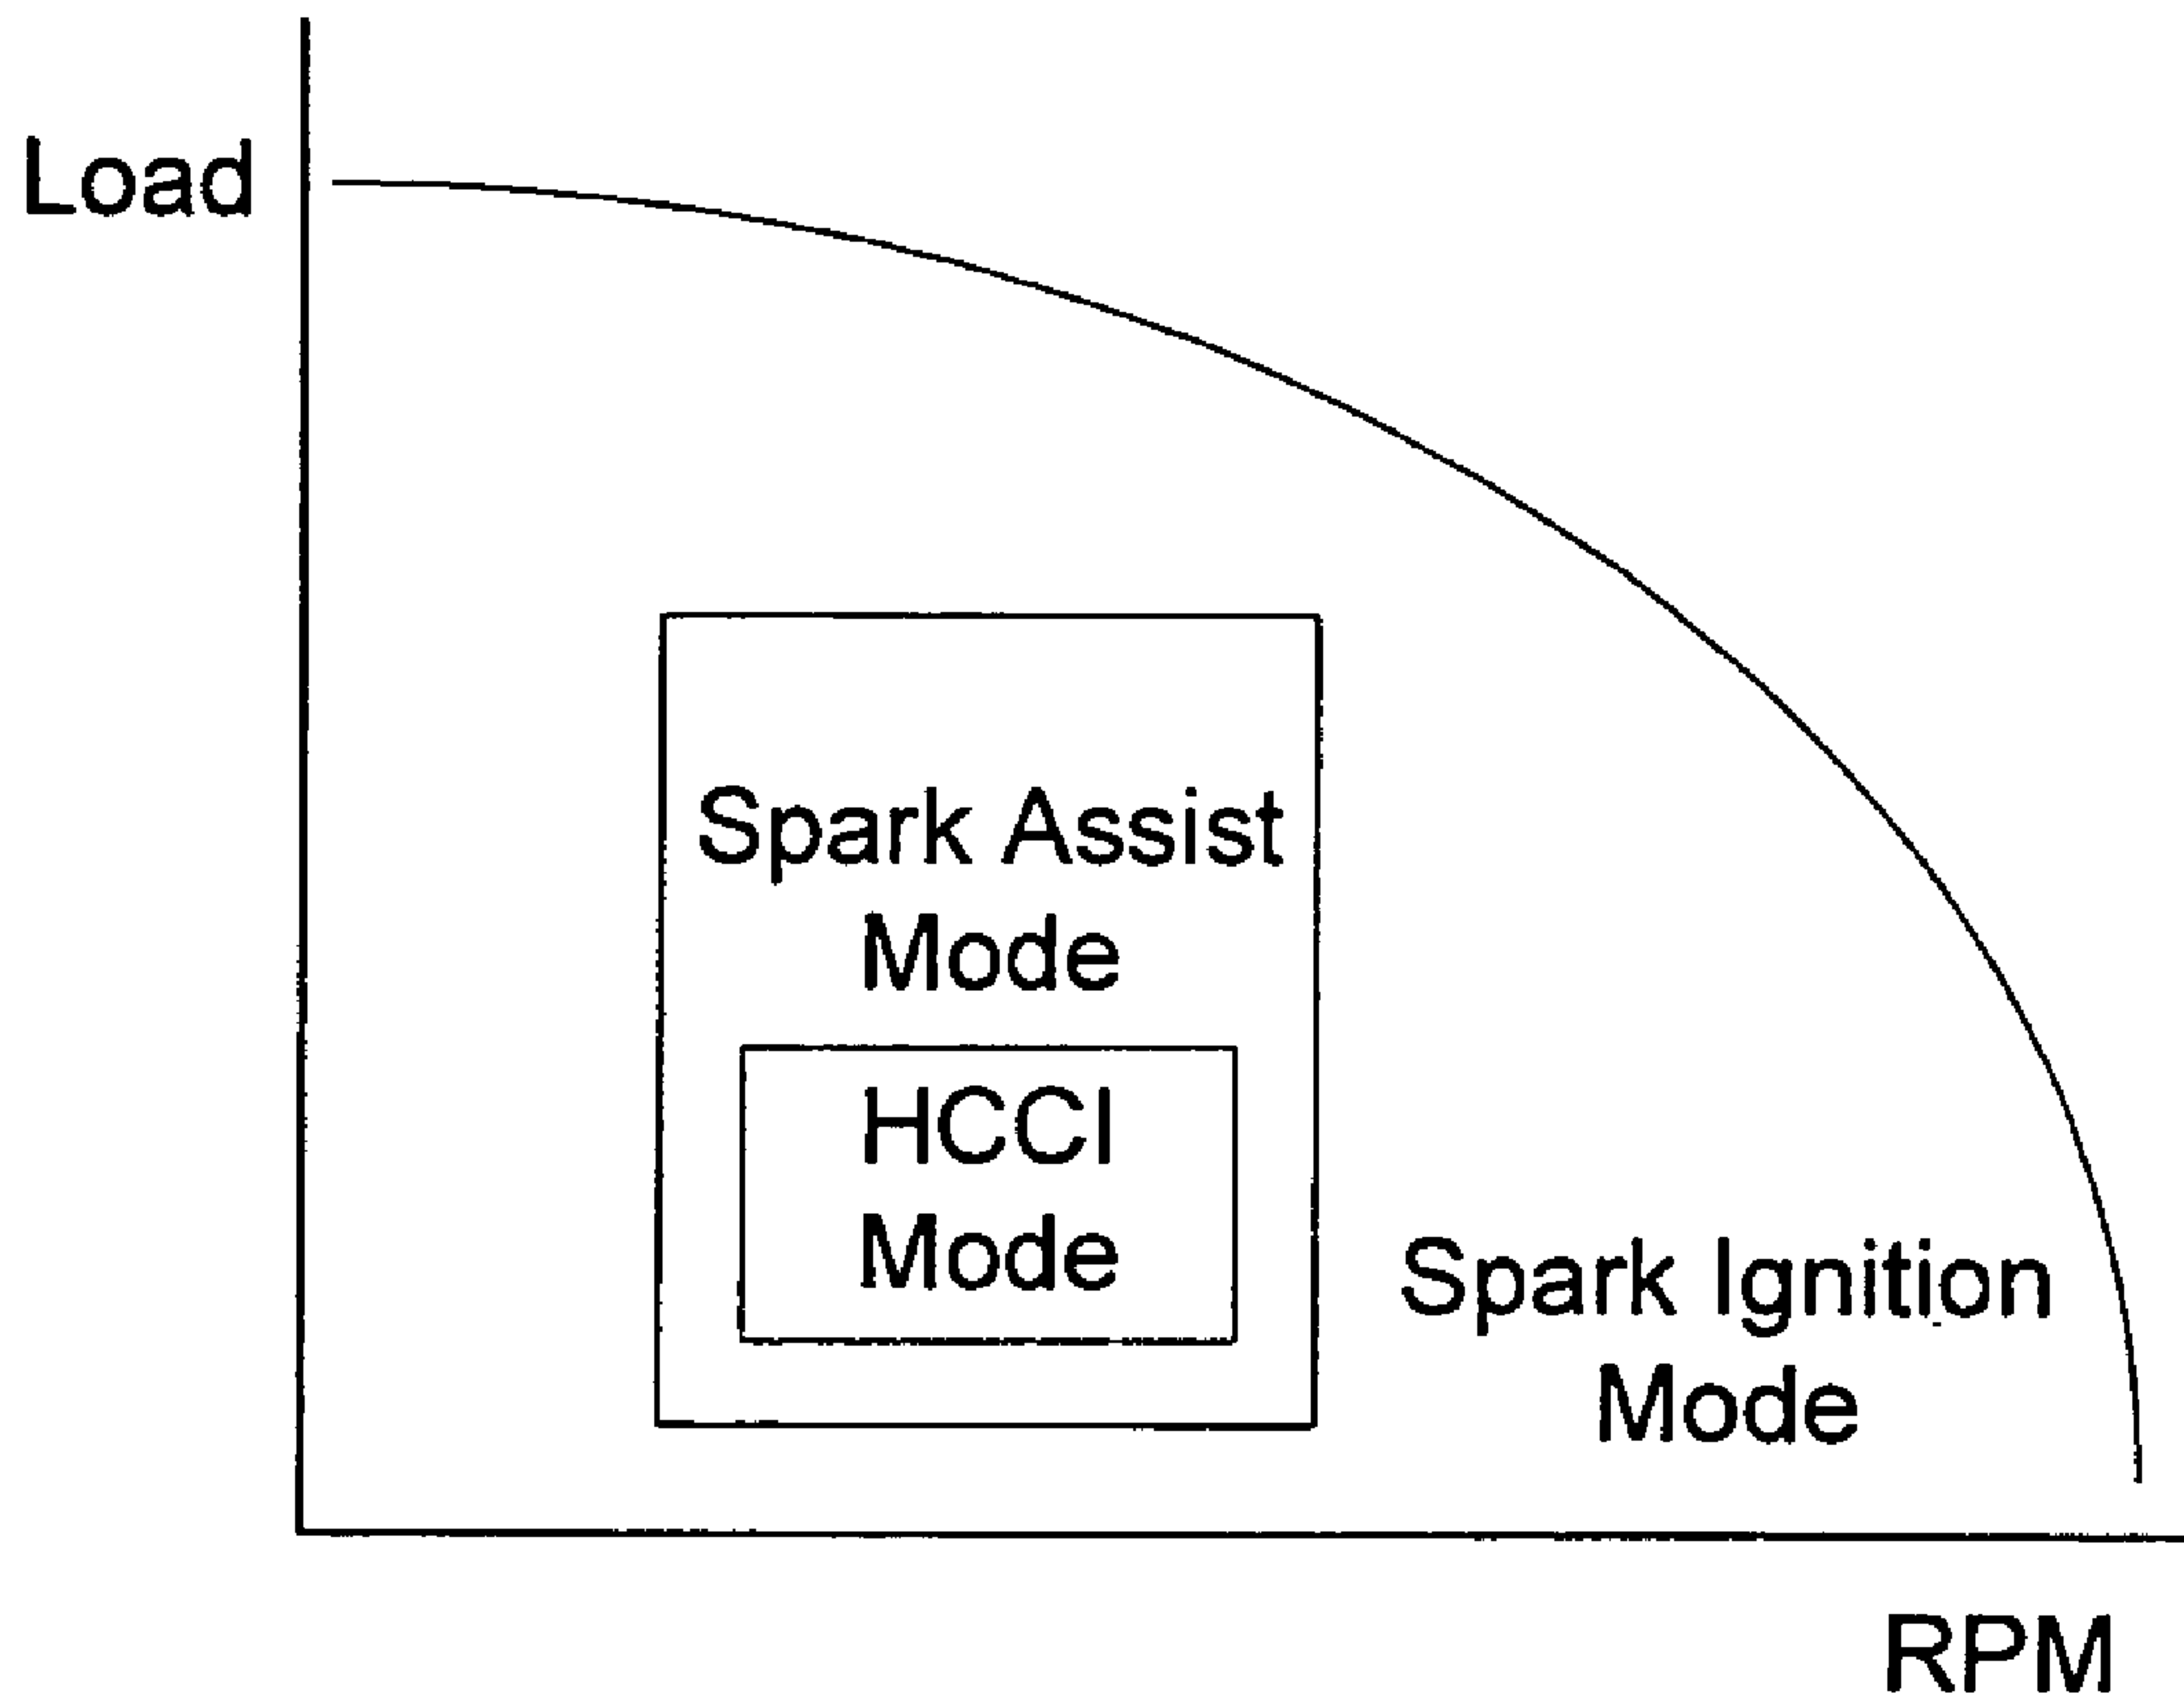 Load
Spark Assist
Mode
HCCI
Mode
Spark Ignition
Mode
RPM